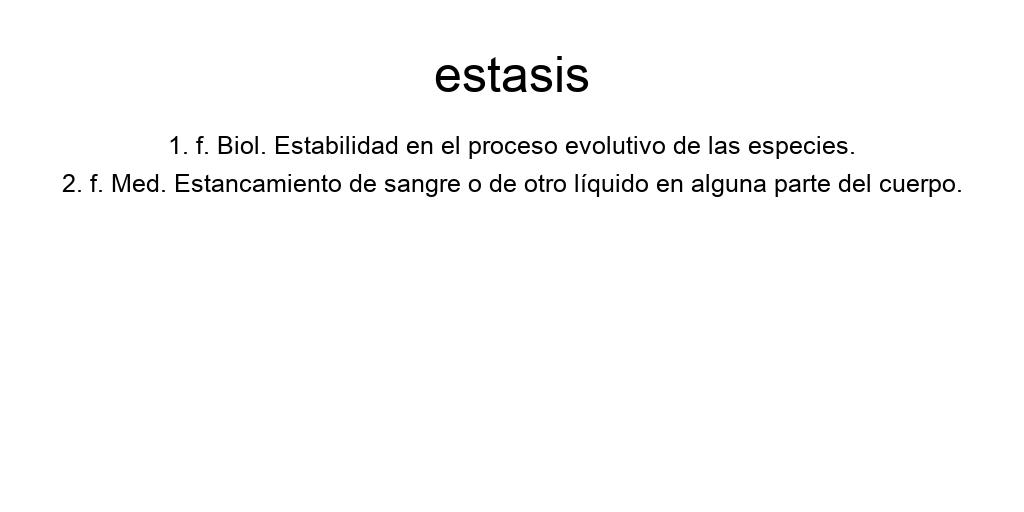 estasis
1. f. Biol. Estabilidad en el proceso evolutivo de las especies.
2. f. Med. Estancamiento de sangre o de otro líquido en alguna parte del cuerpo.